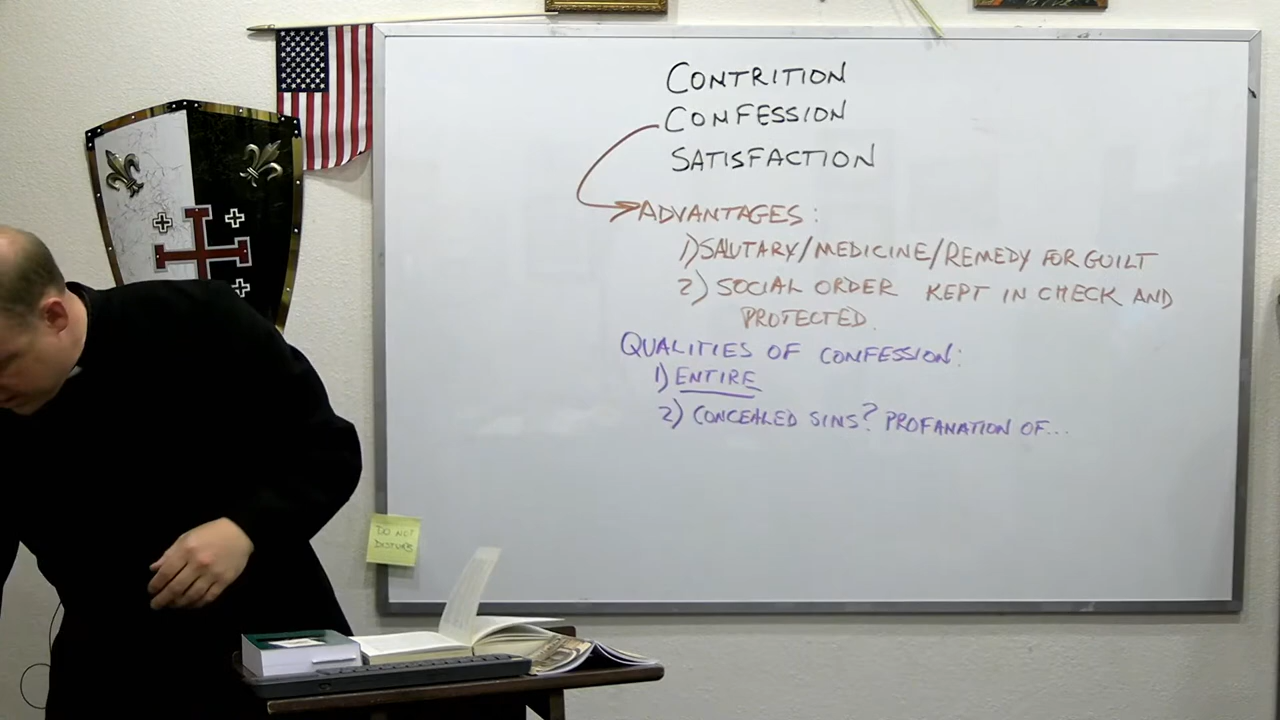 CONTRITION
CONFESSION
SATISFACTION
ADVANTAGES:
1) SALUTARY/MEDICINE/REMEDY FOR GUILT
2) SOCIAL ORDER KEPT IN CHECK AND
PROTECTED.
QUALITIES OF CONFESSION:
1) ENTIRE
2) CONCEALED SINS? PROFANATION OF...
DO NOT
DISTURB